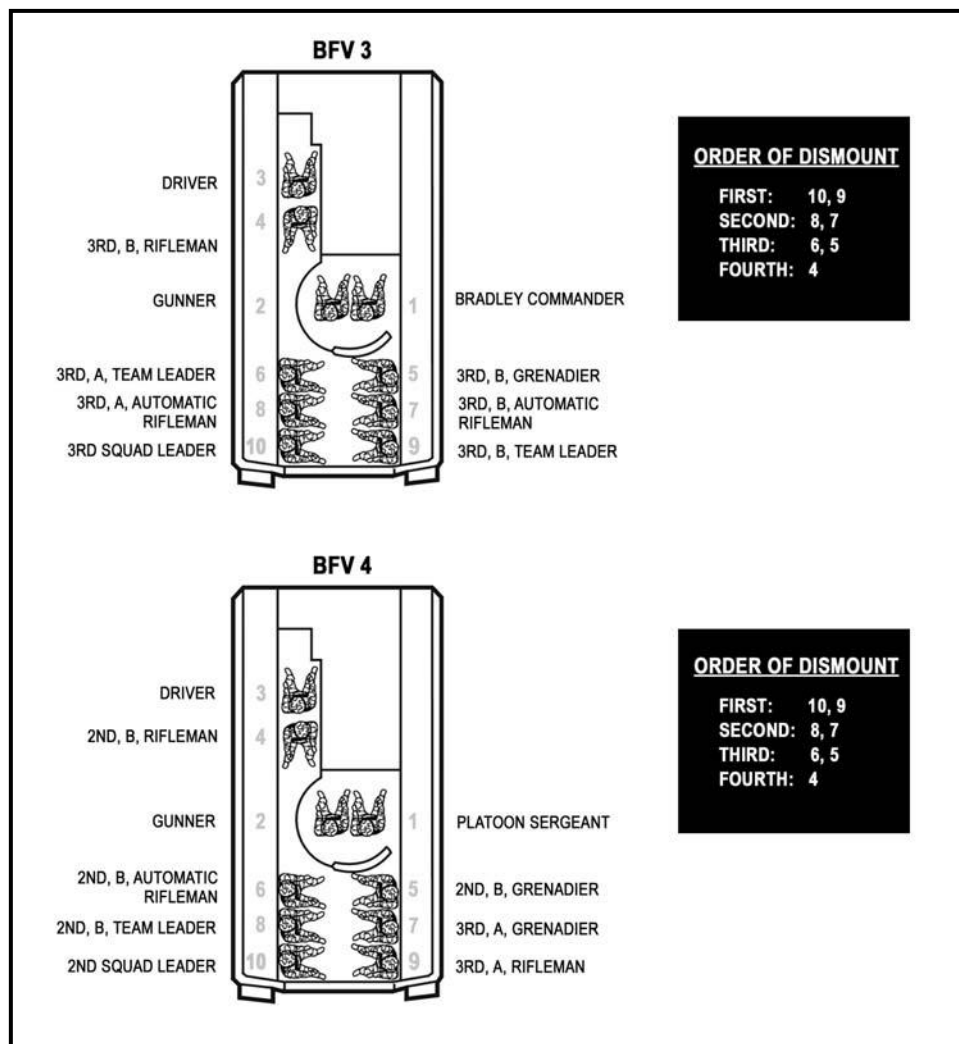 BFV 3
DRIVER
3
4
3RD, B, RIFLEMAN
GUNNER
2
1
BRADLEY COMMANDER
3RD, A, TEAM LEADER
6
5
3RD, B, GRENADIER
3RD, A, AUTOMATIC
RIFLEMAN
8
7
3RD, B, AUTOMATIC
RIFLEMAN
3RD SQUAD LEADER
10
9
3RD, B, TEAM LEADER
ORDER OF DISMOUNT
FIRST: 10, 9
SECOND: 8, 7
THIRD: 6, 5
FOURTH: 4
BFV 4
DRIVER
3
2ND, B, RIFLEMAN
4
GUNNER
2
1
PLATOON SERGEANT
2ND, B, AUTOMATIC
RIFLEMAN
6
5
2ND, B, GRENADIER
2ND, B, TEAM LEADER
8
7
3RD, A, GRENADIER
2ND SQUAD LEADER
10
9
3RD, A, RIFLEMAN
ORDER OF DISMOUNT
FIRST: 10, 9
SECOND: 8, 7
THIRD: 6, 5
FOURTH: 4